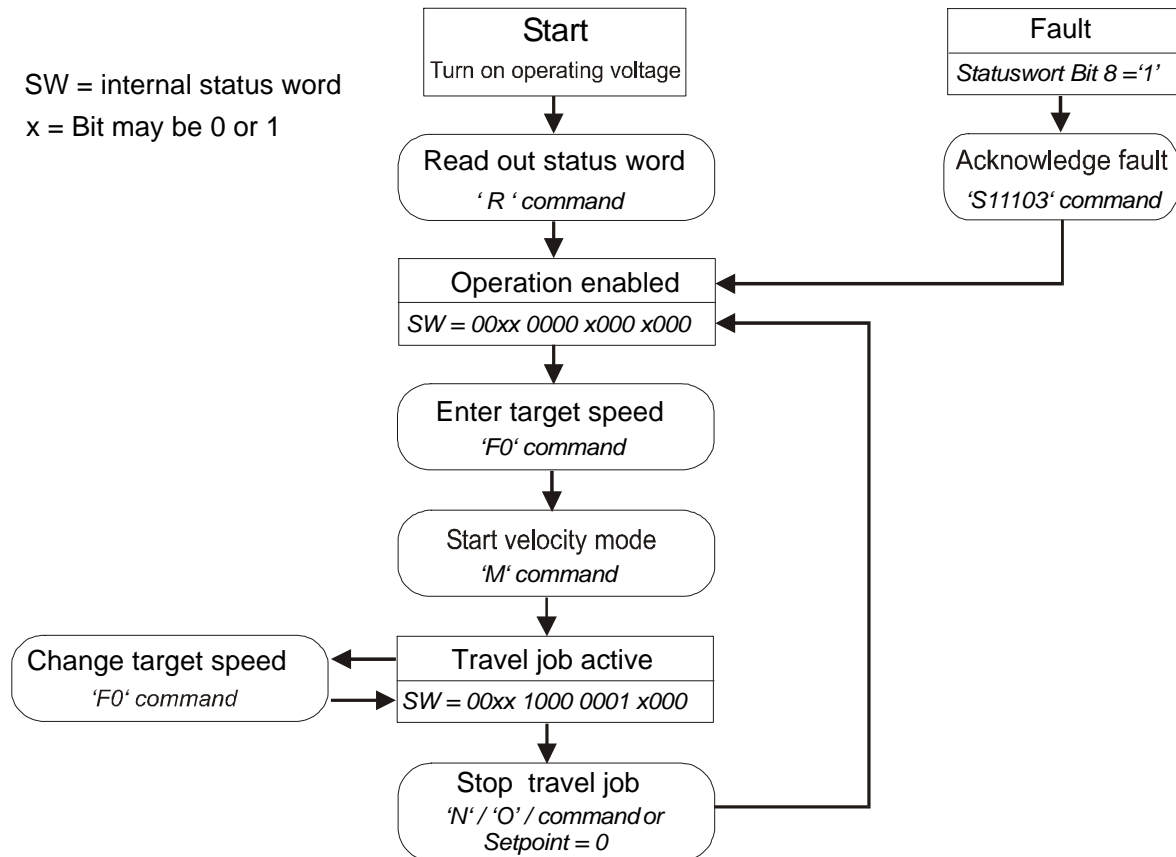 Start
Turn on operating voltage
Fault
Statuswort Bit 8 =‘1’
SW = internal status word
x = Bit may be 0 or 1
Read out status word
‘ R ‘ command
Acknowledge fault
‘S11103‘ command
Operation enabled
SW = 00xx 0000 x000 x000
Enter target speed
‘F0‘ command
Start velocity mode
‘M‘ command
Change target speed
‘F0‘ command
Travel job active
SW = 00xx 1000 0001 x000
Stop travel job
‘N‘ / ‘O’ / command or
Setpoint = 0